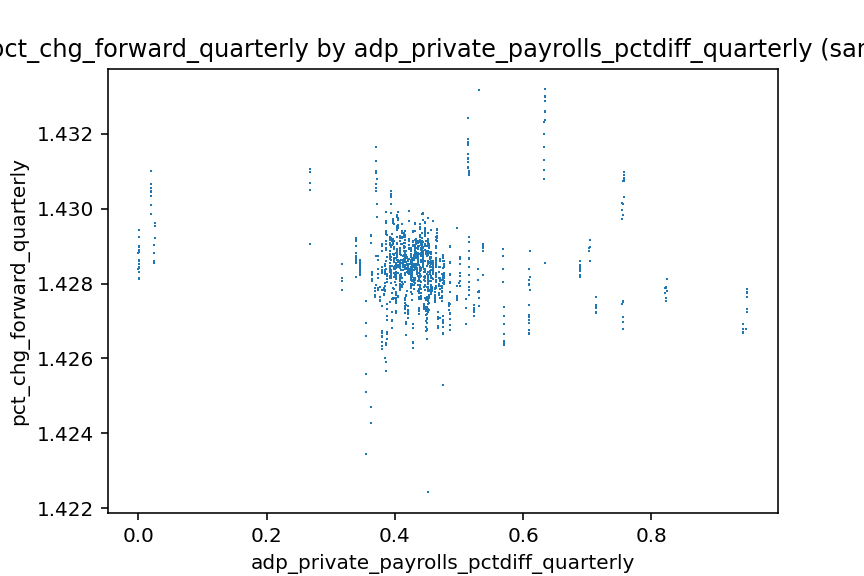 pct_chg_forward_quarterly by adp_private_payrolls_pctdiff_quarterly (sar
pct_chg_forward_quarterly
1.432
1.430
1.428
1.426
1.424
1.422
0.0 0.2 0.4 0.6 0.8
adp_private_payrolls_pctdiff_quarterly